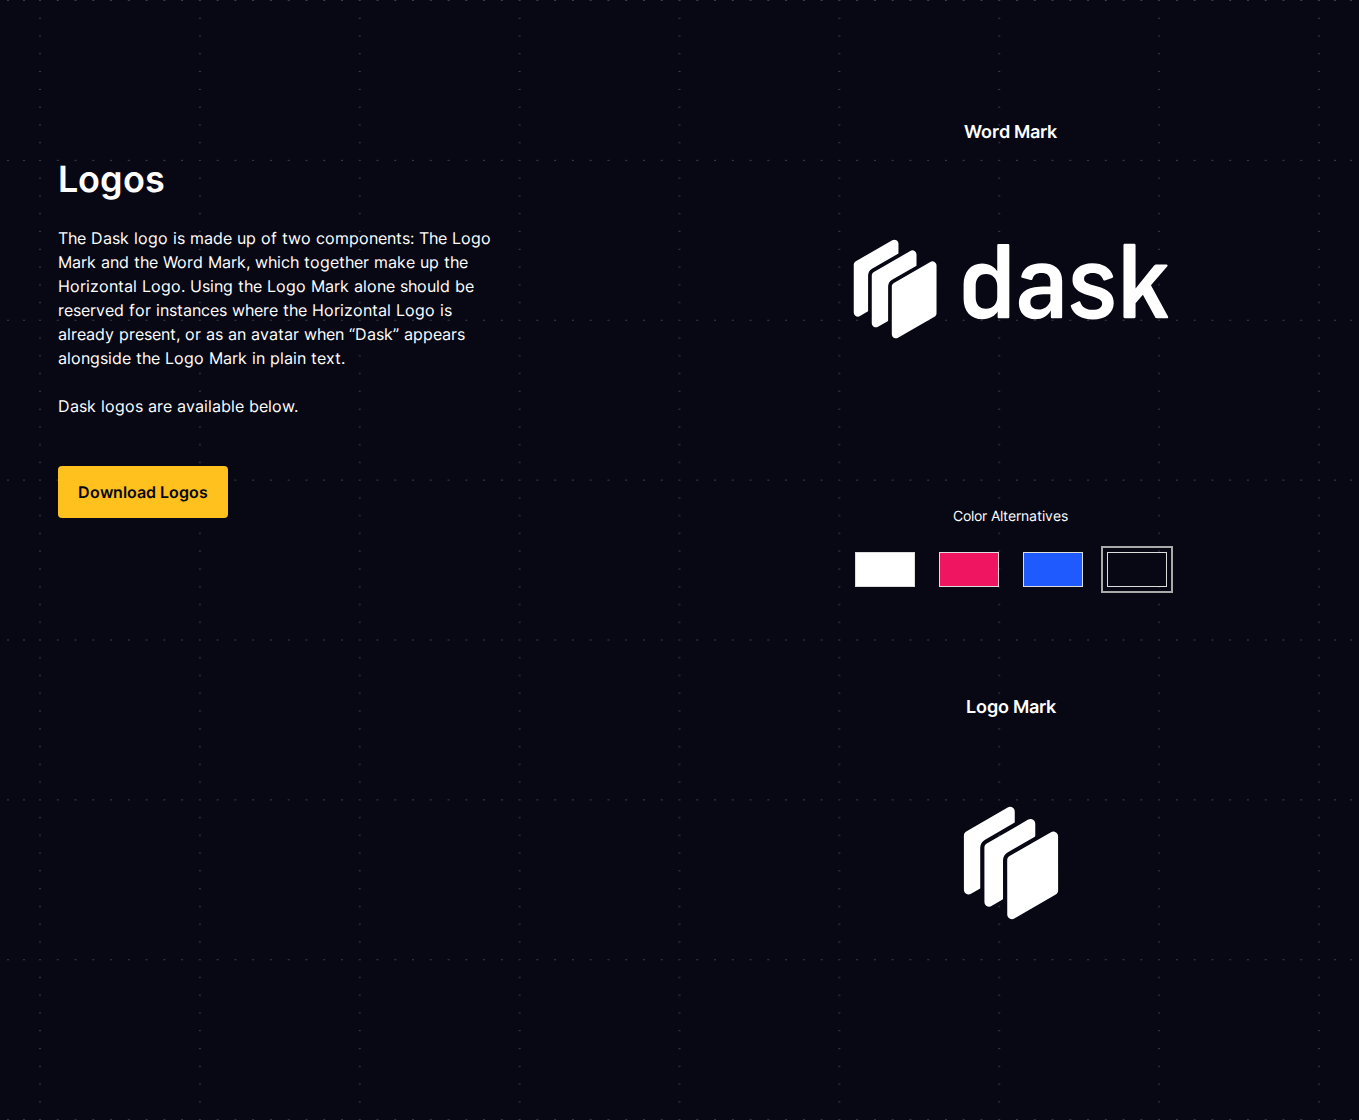 Logos
The Dask logo is made up of two components: The Logo
Mark and the Word Mark, which together make up the
Horizontal Logo. Using the Logo Mark alone should be
reserved for instances where the Horizontal Logo is
already present, or as an avatar when “Dask” appears
alongside the Logo Mark in plain text.
Dask logos are available below.
Download Logos
Word Mark
dask
Color Alternatives
Logo Mark